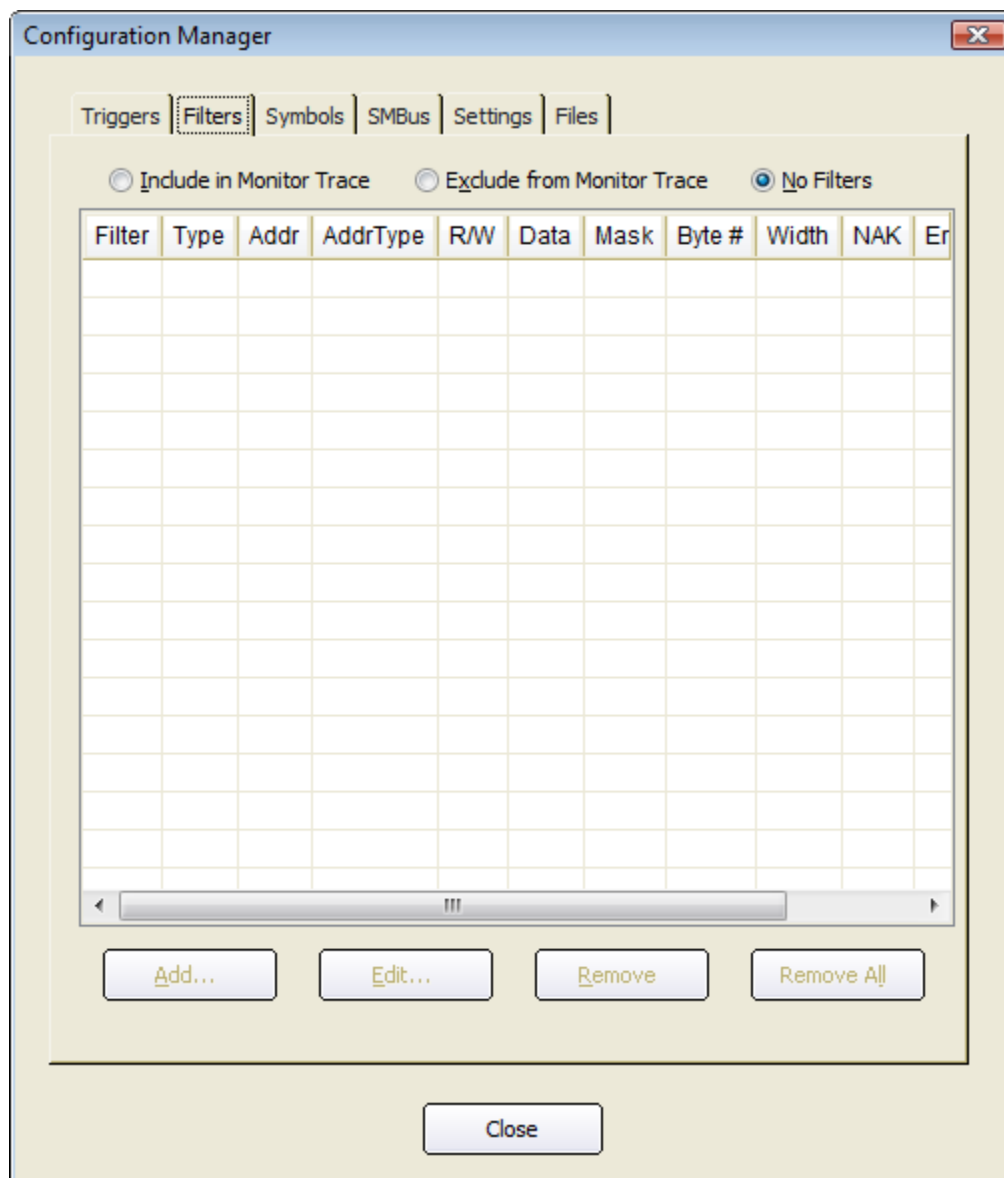 Configuration Manager
Triggers Filters Symbols SMBus Settings Files
Include in Monitor Trace Exclude from Monitor Trace No Filters
Filter Type Addr AddrType R/W Data Mask Byte # Width NAK Er
Add... Edit... Remove Remove All
Close